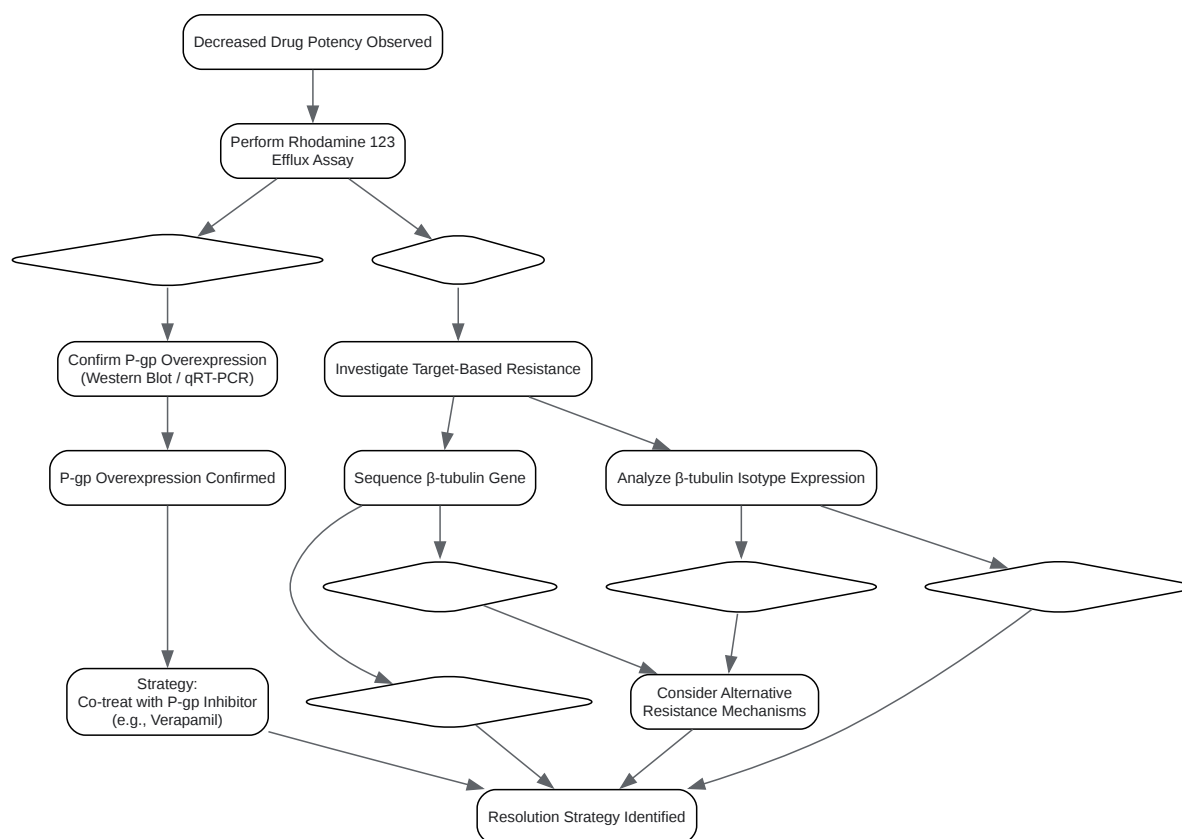 Decreased Drug Potency Observed
Perform Rhodamine 123
Efflux Assay
Confirm P-gp Overexpression
(Western Blot / qRT-PCR)
Investigate Target-Based Resistance
P-gp Overexpression Confirmed
Sequence β-tubulin Gene
Analyze β-tubulin Isotype Expression
Strategy:
Co-treat with P-gp Inhibitor
(e.g., Verapamil)
Consider Alternative
Resistance Mechanisms
Resolution Strategy Identified